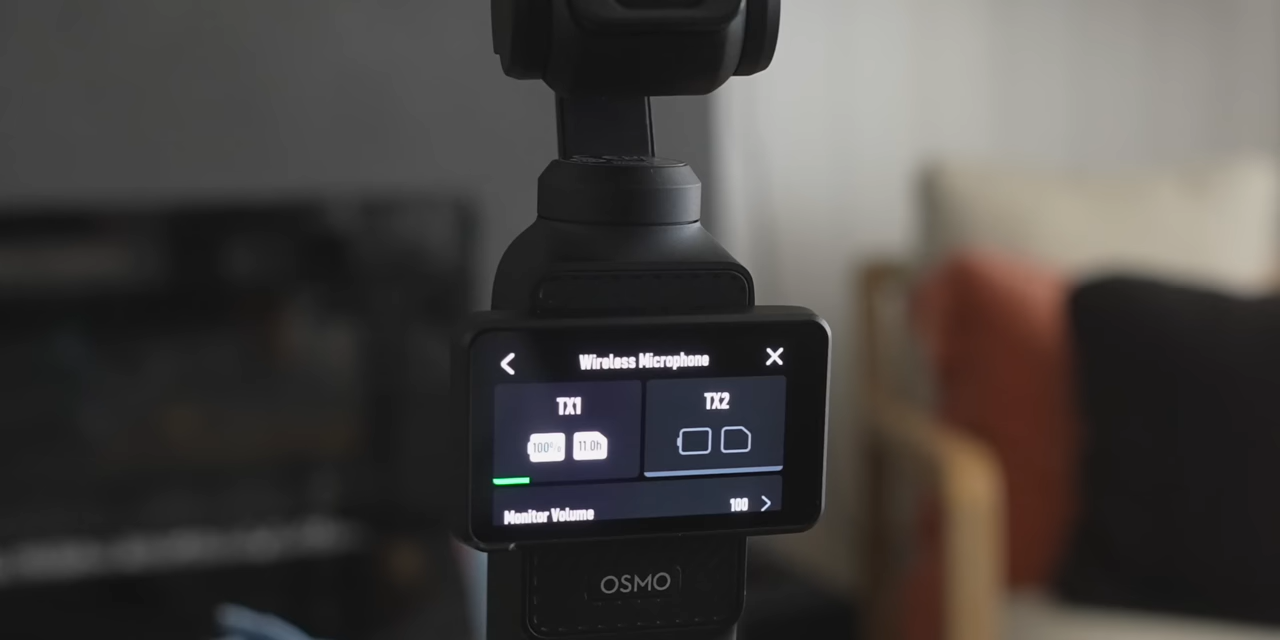 Wireless Microphone
TX1
TX2
100%
11.0h
Monitor Volume
100
OSMO